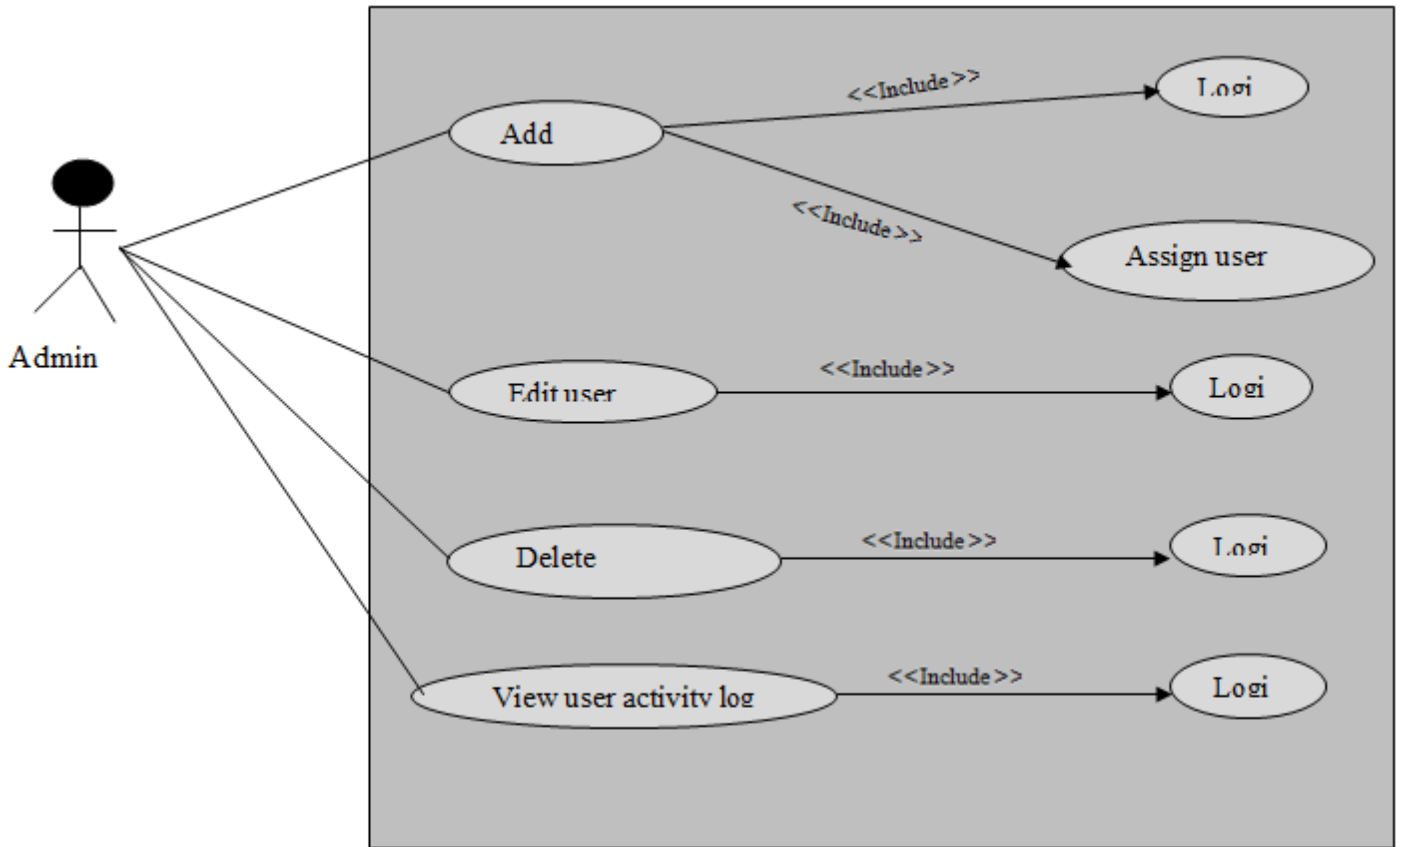 <<Include>>
Logi
Add
<<Include>>
Assign user
Admin
<<Include>>
Edit user
Logi
<<Include>>
Delete
Logi
<<Include>>
View user activity log
Logi